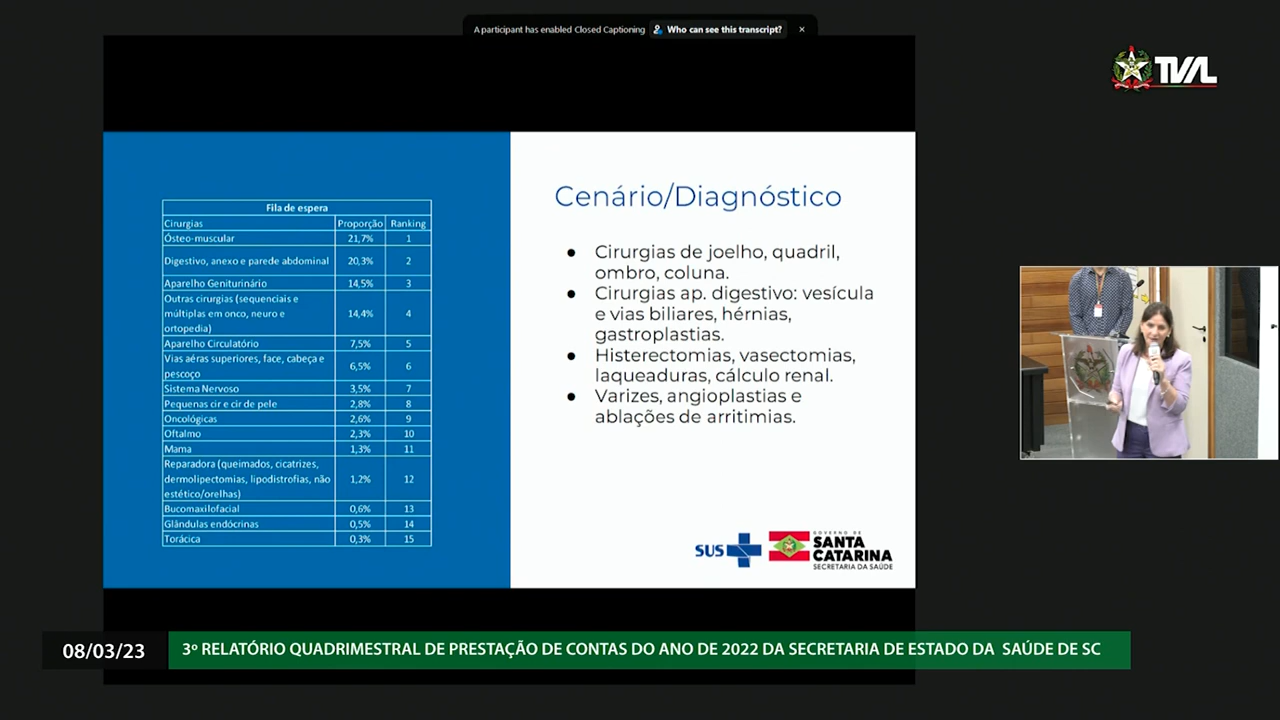 A participant has enabled Closed Captioning Who can see this transcript? ×
TVAL
Fila de espera
Cirurgias Proporção Ranking
Ósteo-muscular 21,7% 1
Digestivo, anexo e parede abdominal 20,3% 2
Aparelho Geniturinário 14,5% 3
Outras cirurgias (sequenciais e
múltiplas em onco, neuro e
ortopedia) 14,4% 4
Aparelho Circulatório 7,5% 5
Vias aéras superiores, face, cabeça e
pescoço 6,5% 6
Sistema Nervoso 3,5% 7
Pequenas cir e cir de pele 2,8% 8
Oncológicas 2,6% 9
Oftalmo 2,3% 10
Mama 1,3% 11
Reparadora (queimados, cicatrizes,
dermolipectomias, lipodistrofias, não
estético/orelhas) 1,2% 12
Bucomaxilofacial 0,6% 13
Glândulas endócrinas 0,5% 14
Torácica 0,3% 15
Cenário/Diagnóstico
● Cirurgias de joelho, quadril,
ombro, coluna.
● Cirurgias ap. digestivo: vesícula
e vias biliares, hérnias,
gastroplastias.
● Histerectomias, vasectomias,
laqueaduras, cálculo renal.
● Varizes, angioplastias e
ablações de arritimias.
SUS
GOVERNO DE
SANTA
CATARINA
SECRETARIA DA SAÚDE
08/03/23
3º RELATÓRIO QUADRIMESTRAL DE PRESTAÇÃO DE CONTAS DO ANO DE 2022 DA SECRETARIA DE ESTADO DA SAÚDE DE SC